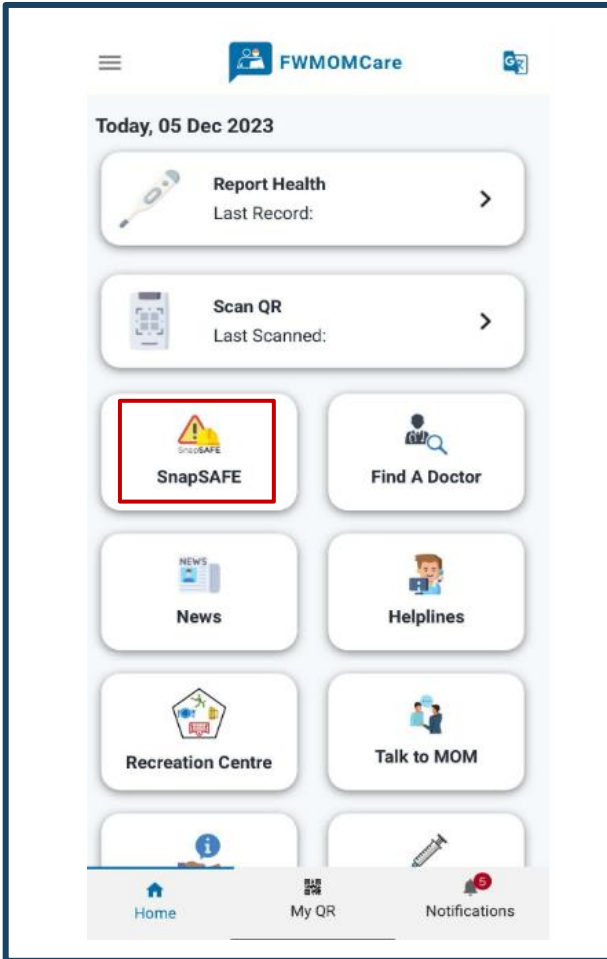 FWMOMCare
Today, 05 Dec 2023
Report Health
Last Record:
Scan QR
Last Scanned:
SnapSAFE
SnapSAFE
Find A Doctor
NEWS
News
Helplines
Recreation Centre
Talk to MOM
5
Home
My QR
Notifications